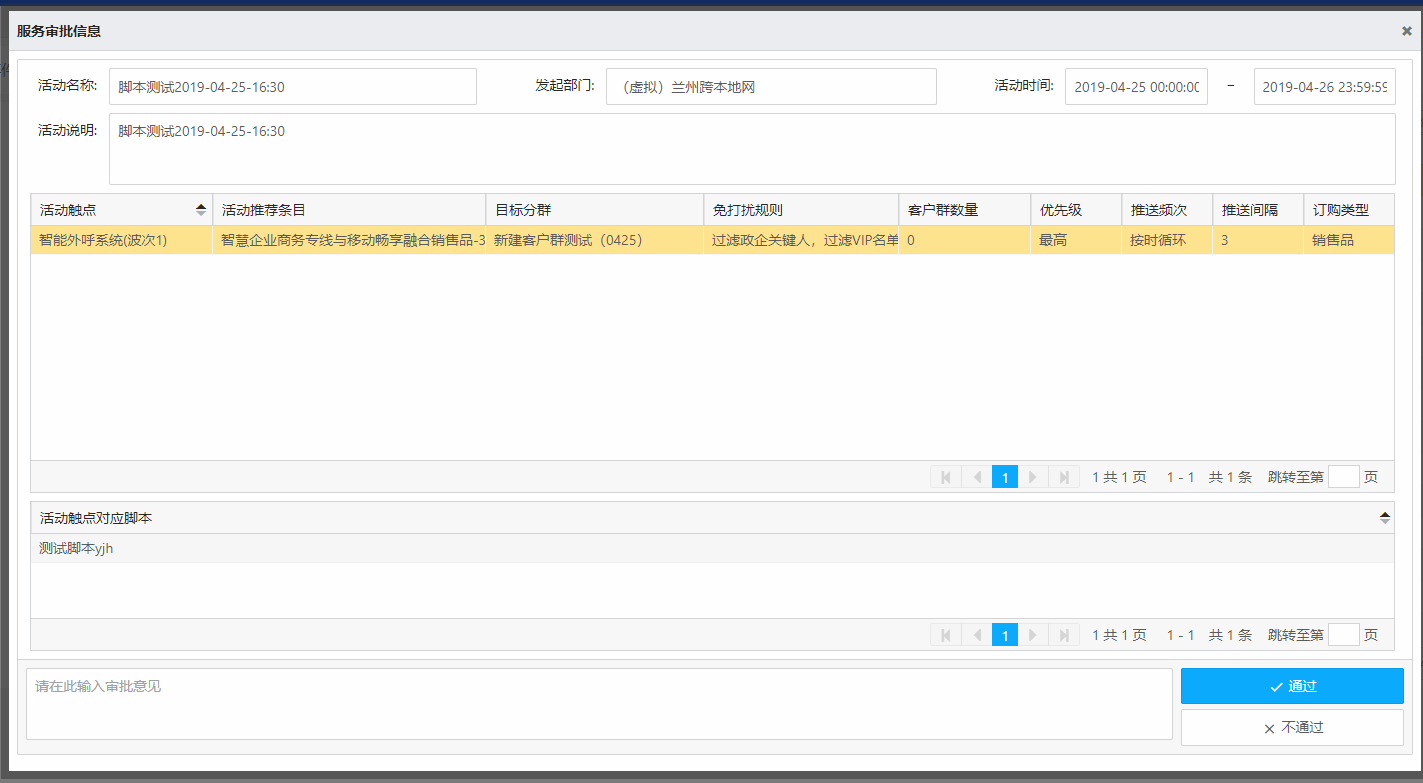 服务审批信息
活动名称: 脚本测试2019-04-25-16:30 发起部门: （虚拟）兰州跨本地网 活动时间: 2019-04-25 00:00:00 – 2019-04-26 23:59:59
活动说明: 脚本测试2019-04-25-16:30
活动触点 活动推荐条目 目标分群 免打扰规则 客户群数量 优先级 推送频次 推送间隔 订购类型
智能外呼系统(波次1) 智慧企业商务专线与移动畅享融合销售品-3 新建客户群测试（0425） 过滤政企关键人，过滤VIP名单 0 最高 按时循环 3 销售品
1 1 共 1 页 1 - 1 共 1 条 跳转至第 页
活动触点对应脚本
测试脚本yjh
1 1 共 1 页 1 - 1 共 1 条 跳转至第 页
请在此输入审批意见
通过
不通过